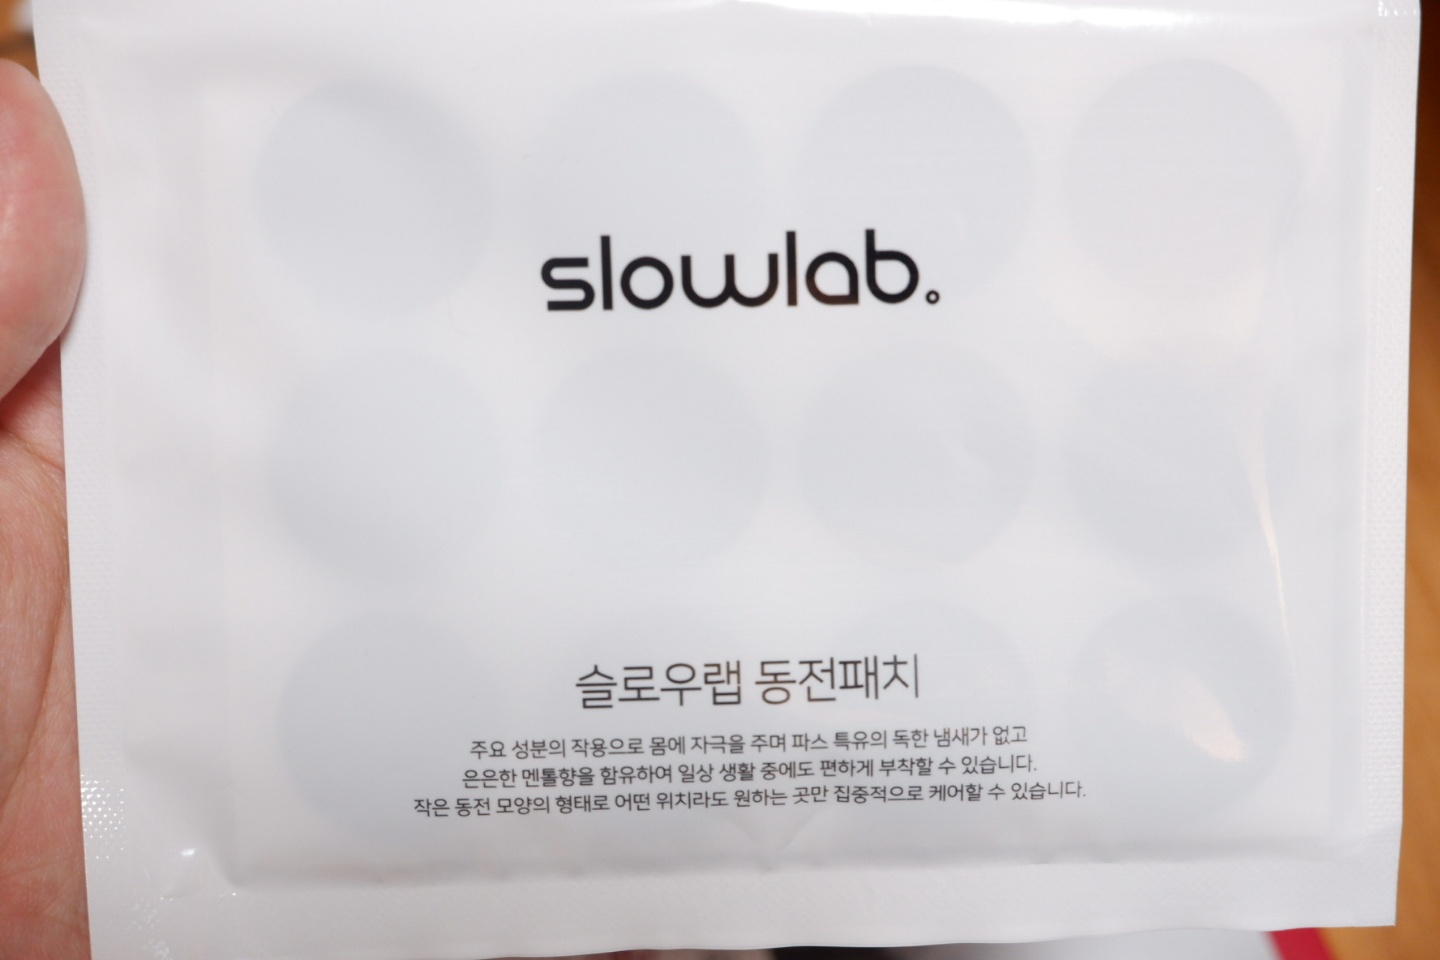 slowlab.
슬로우랩 동전패치
주요 성분의 작용으로 몸에 자극을 주며 파스 특유의 독한 냄새가 없고
은은한 멘톨향을 함유하여 일상 생활 중에도 편하게 부착할 수 있습니다.
작은 동전 모양의 형태로 어떤 위치라도 원하는 곳만 집중적으로 케어할 수 있습니다.